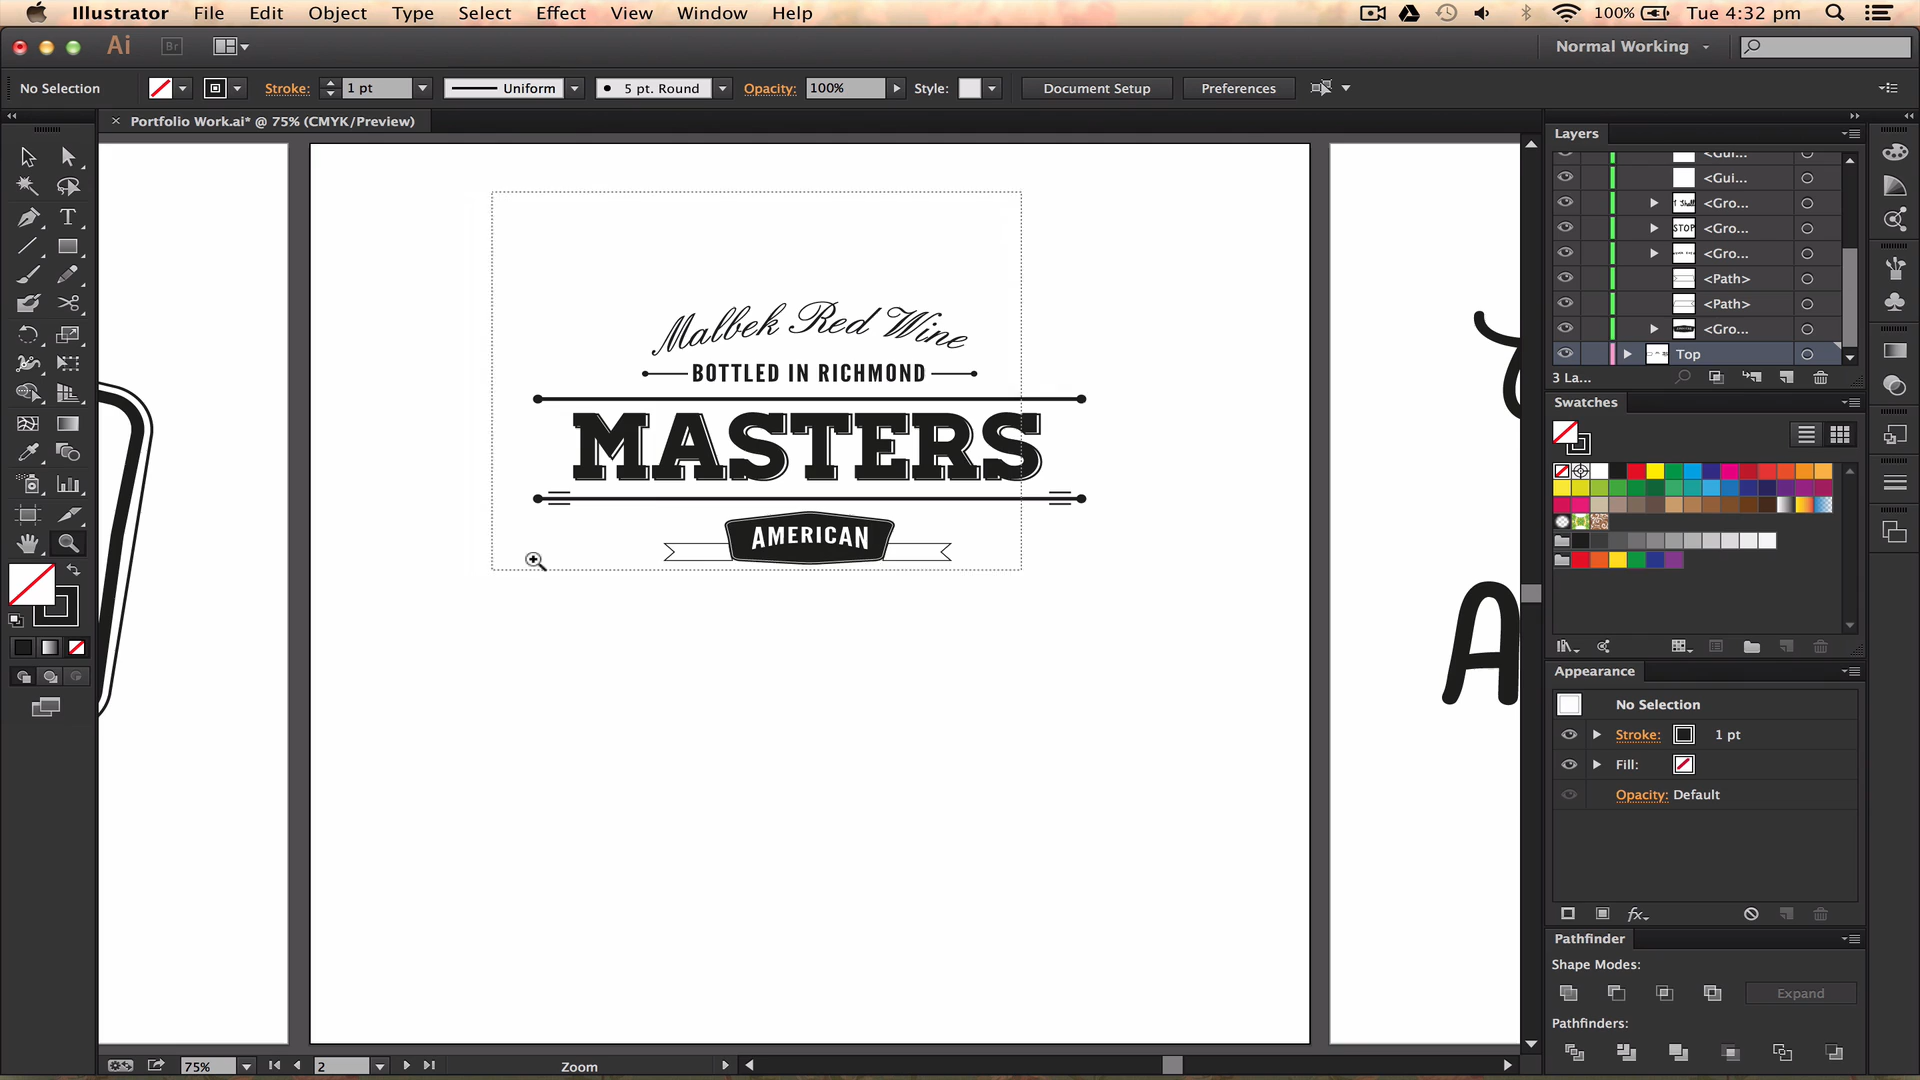 Illustrator File Edit Object Type Select Effect View Window Help 100% Tue 4:32 pm
Ai Br Normal Working
No Selection Stroke: 1 pt Uniform 5 pt. Round Opacity: 100% Style: Document Setup Preferences
× Portfolio Work.ai* @ 75% (CMYK/Preview)
Layers
<Gui...
<Gui...
<Gro...
STOP <Gro...
<Gro...
<Path>
<Path>
<Gro...
Top
3 La...
Malbek Red Wine
BOTTLED IN RICHMOND
MASTERS
AMERICAN
A
Swatches
Appearance
No Selection
Stroke: 1 pt
Fill:
Opacity: Default
fx
Pathfinder
Shape Modes:
Expand
Pathfinders:
75% 2 Zoom